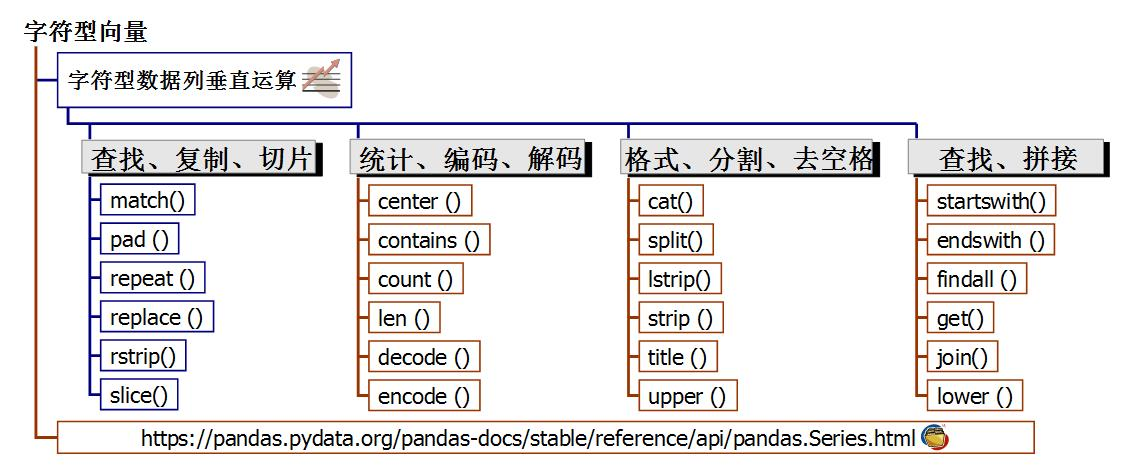 字符型向量
字符型数据列垂直运算
查找、复制、切片
match()
pad ()
repeat ()
replace ()
rstrip()
slice()
统计、编码、解码
center ()
contains ()
count ()
len ()
decode ()
encode ()
格式、分割、去空格
cat()
split()
lstrip()
strip ()
title ()
upper ()
查找、拼接
startswith()
endswith ()
findall ()
get()
join()
lower ()
https://pandas.pydata.org/pandas-docs/stable/reference/api/pandas.Series.html